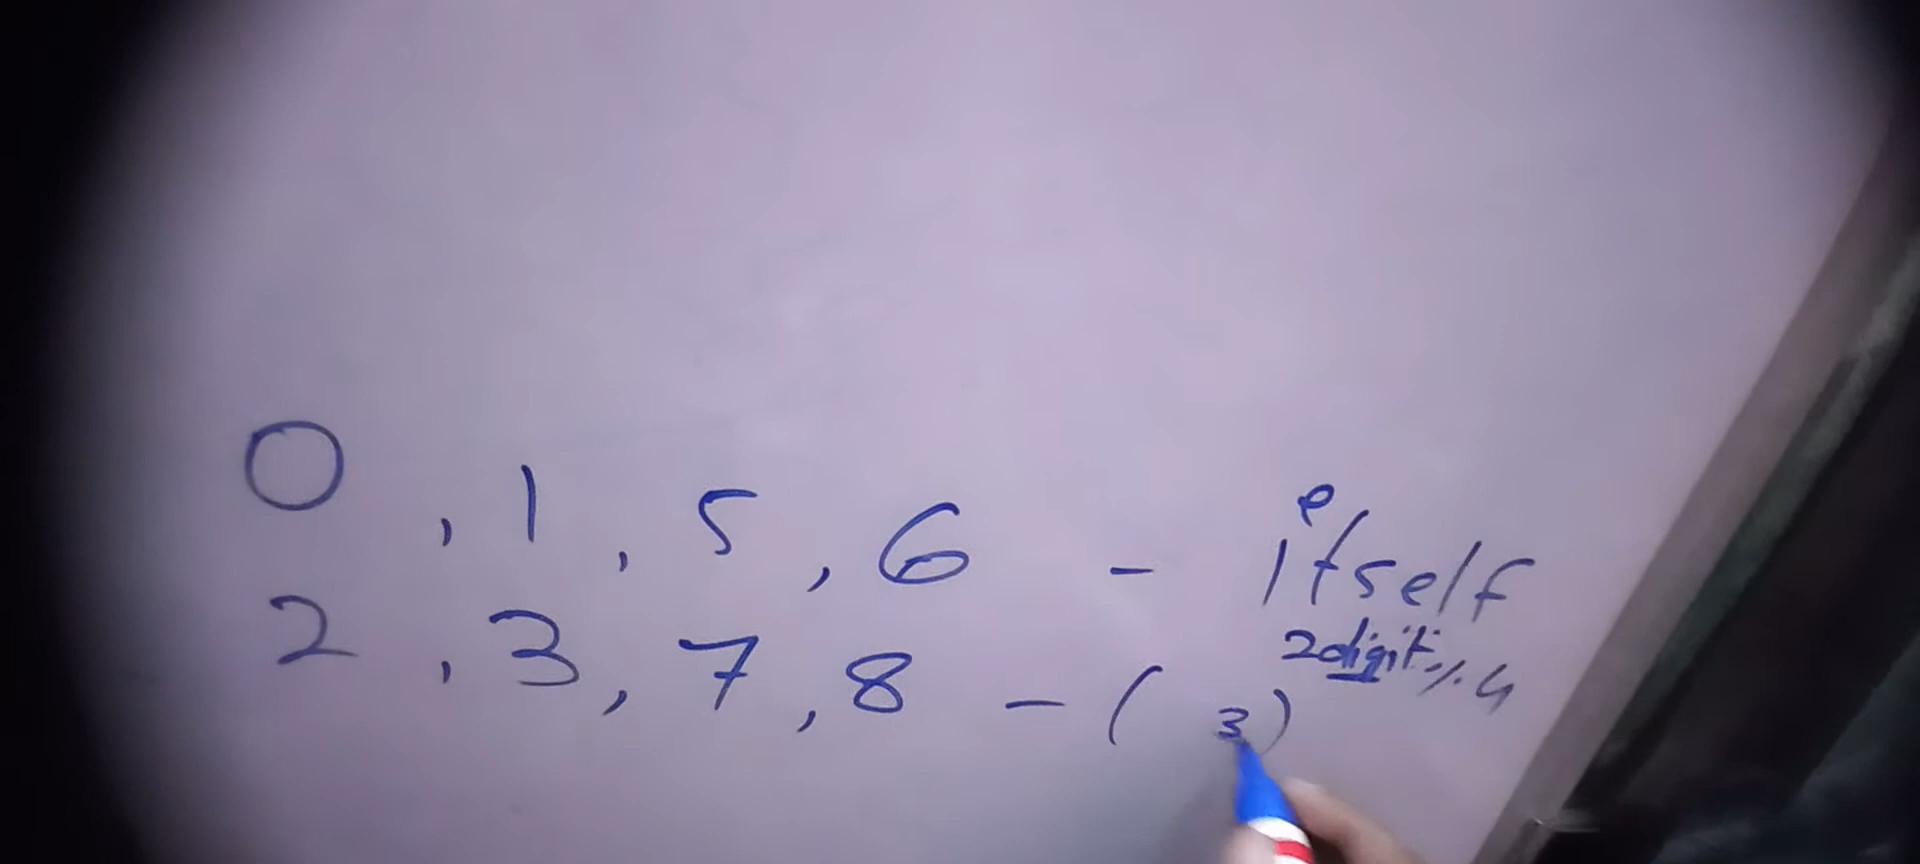 0, 1, 5, 6 - itself
2, 3, 7, 8 - ( 3)
2digit % 4